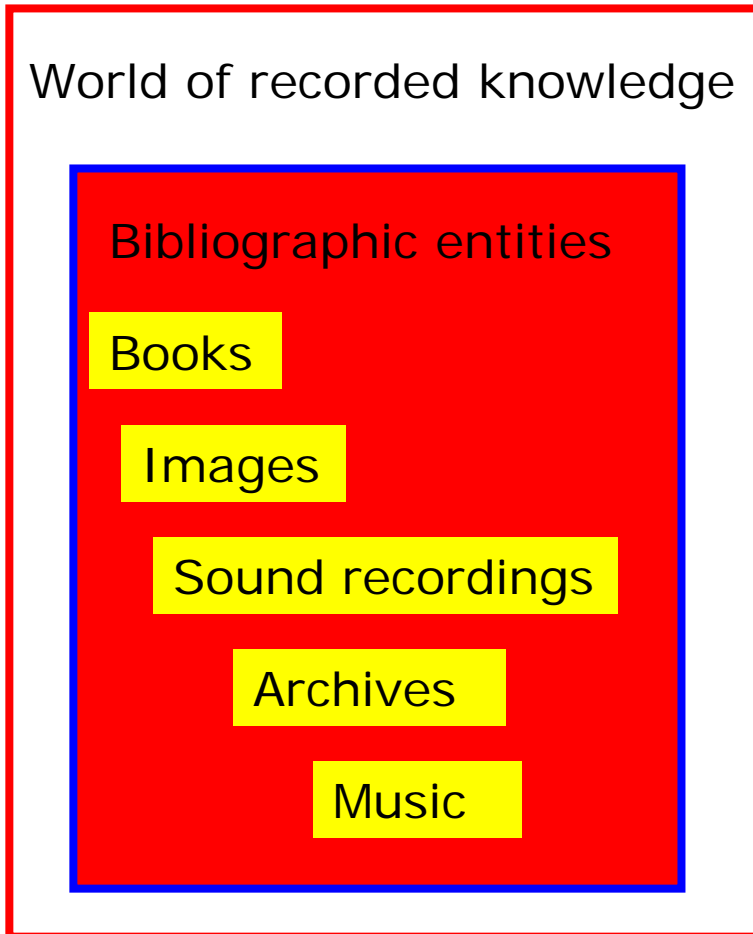 World of recorded knowledge
Bibliographic entities
Books
Images
Sound recordings
Archives
Music